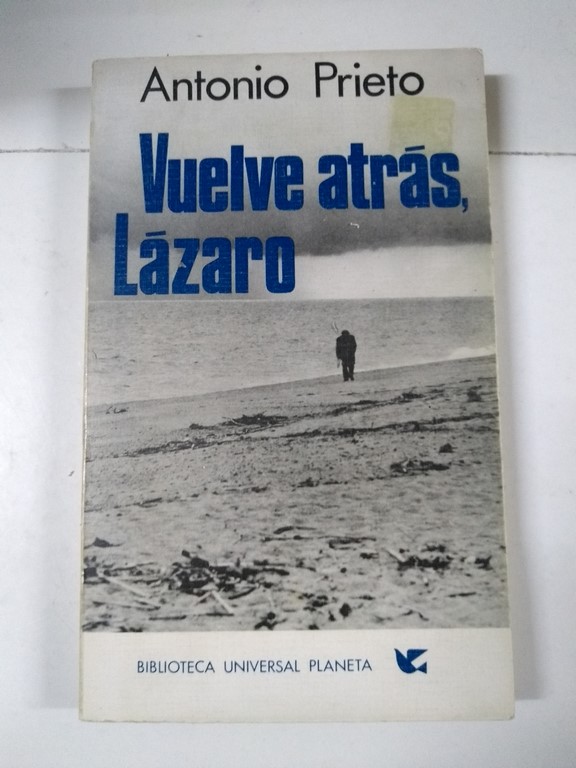 Antonio Prieto
Vuelve atrás,
Lázaro
BIBLIOTECA UNIVERSAL PLANETA